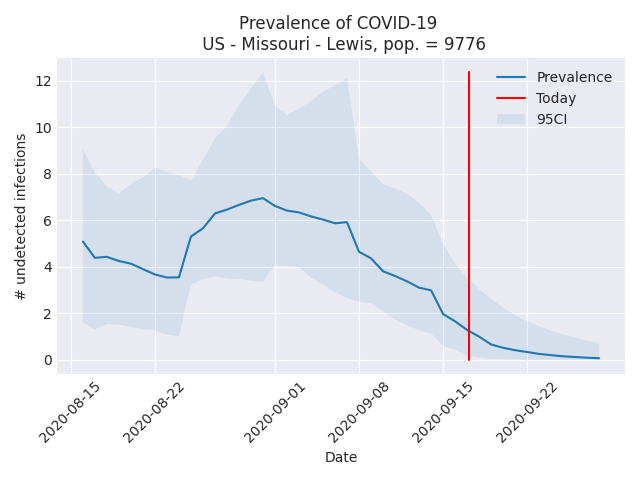 Prevalence of COVID-19
US - Missouri - Lewis, pop. = 9776
# undetected infections
12
10
8
6
4
2
0
Prevalence
Today
95CI
2020-08-15
2020-08-22
2020-09-01
2020-09-08
2020-09-15
2020-09-22
Date